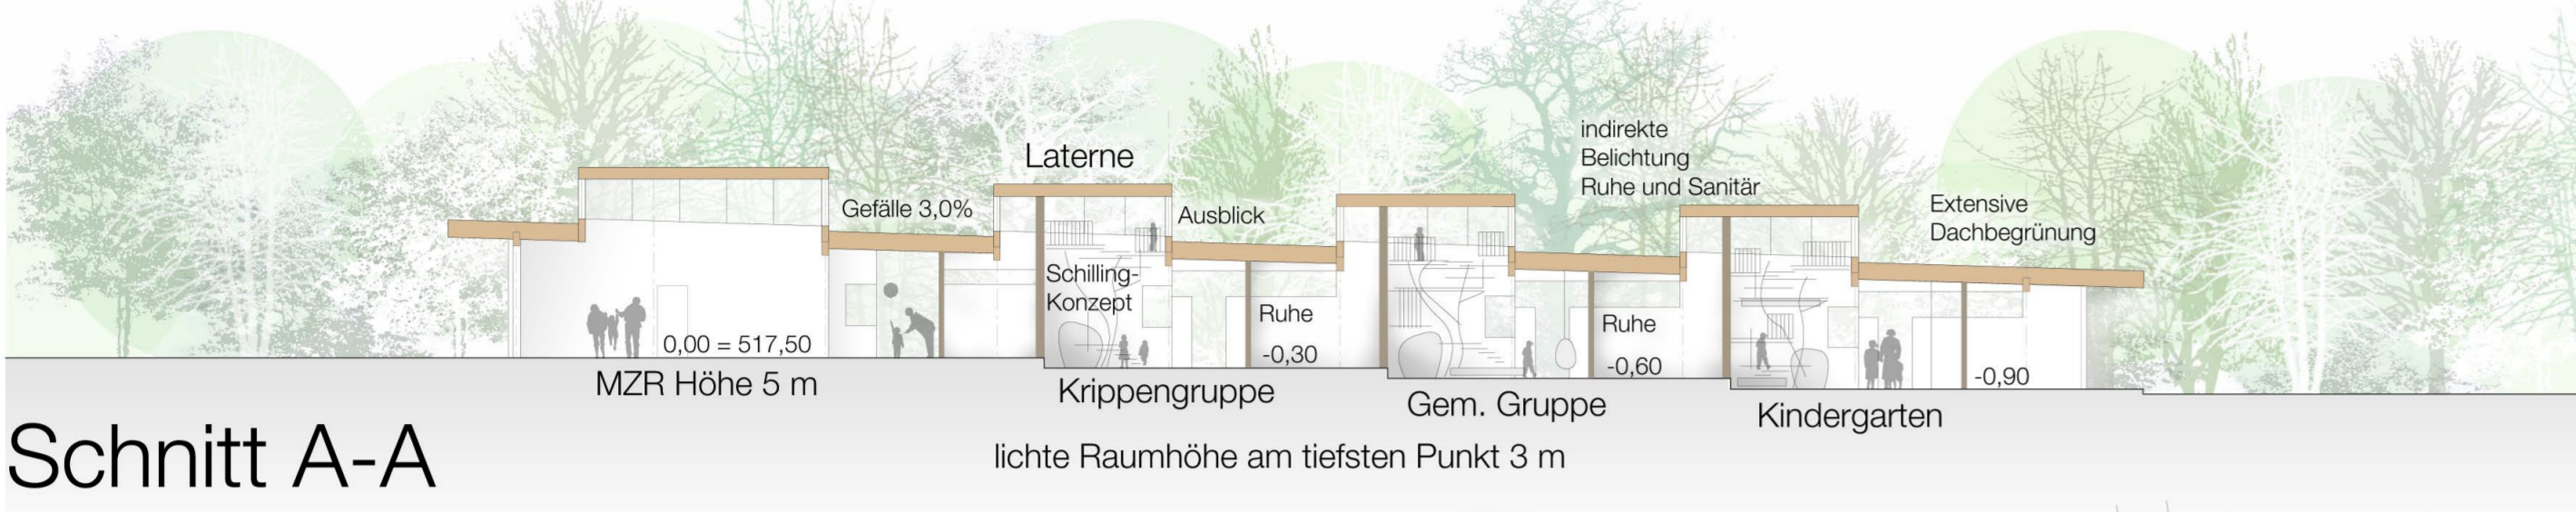 Laterne
Gefälle 3,0%
Ausblick
indirekte
Belichtung
Ruhe und Sanitär
Extensive
Dachbegrünung
Schilling-
Konzept
Ruhe
-0,30
Ruhe
-0,60
-0,90
0,00 = 517,50
MZR Höhe 5 m
Krippengruppe
Gem. Gruppe
Kindergarten
Schnitt A-A
lichte Raumhöhe am tiefsten Punkt 3 m